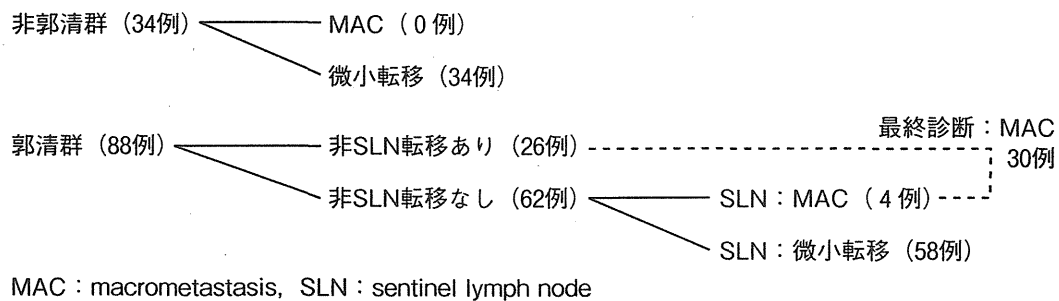 非郭清群（34例） MAC（0例）
微小転移（34例）
最終診断：MAC
30例
郭清群（88例） 非SLN転移あり（26例）
非SLN転移なし（62例） SLN：MAC（4例）
SLN：微小転移（58例）
MAC：macrometastasis, SLN：sentinel lymph node